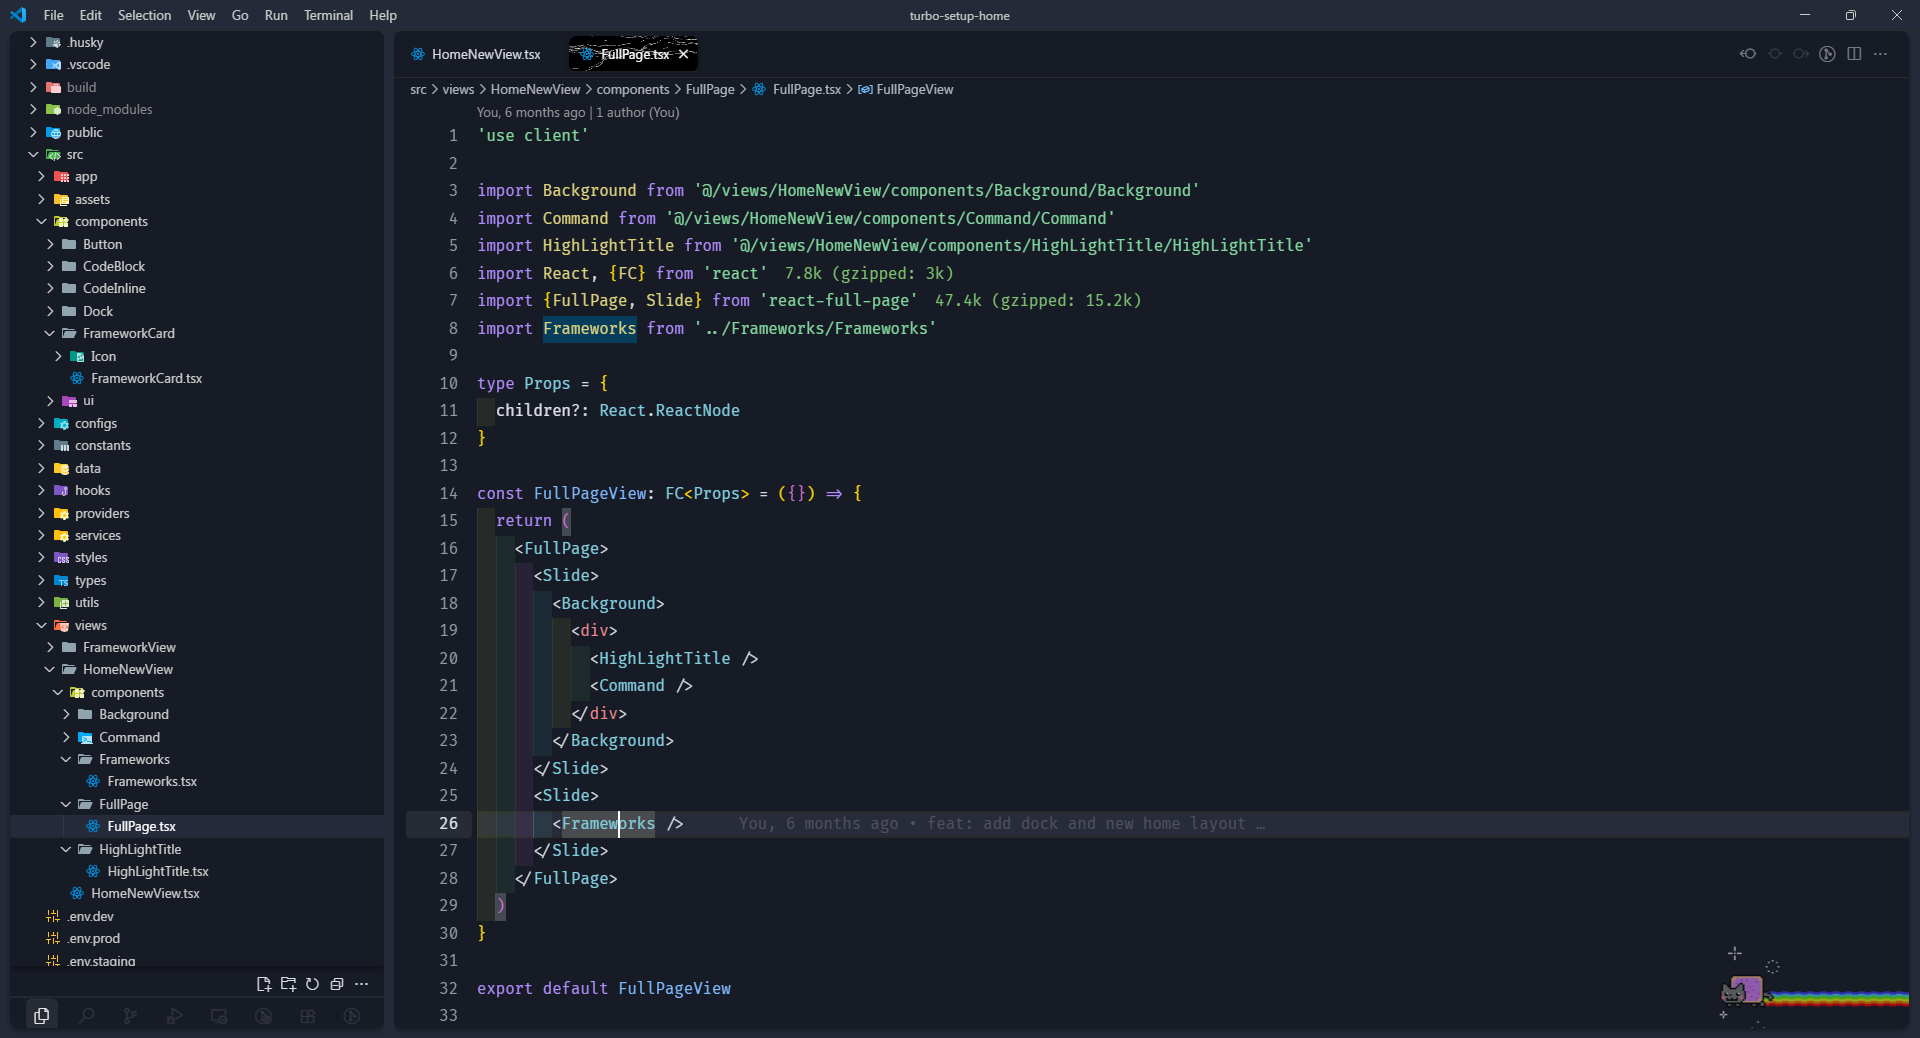 File Edit Selection View Go Run Terminal Help
turbo-setup-home
.husky
.vscode
build
node_modules
public
src
app
assets
components
Button
CodeBlock
CodeInline
Dock
FrameworkCard
Icon
FrameworkCard.tsx
ui
configs
constants
data
hooks
providers
services
styles
types
utils
views
FrameworkView
HomeNewView
components
Background
Command
Frameworks
Frameworks.tsx
FullPage
FullPage.tsx
HighLightTitle
HighLightTitle.tsx
HomeNewView.tsx
.env.dev
.env.prod
.env.staging
HomeNewView.tsx FullPage.tsx
src > views > HomeNewView > components > FullPage > FullPage.tsx > FullPageView
You, 6 months ago | 1 author (You)
1 'use client'
2
3 import Background from '@/views/HomeNewView/components/Background/Background'
4 import Command from '@/views/HomeNewView/components/Command/Command'
5 import HighLightTitle from '@/views/HomeNewView/components/HighLightTitle/HighLightTitle'
6 import React, {FC} from 'react' 7.8k (gzipped: 3k)
7 import {FullPage, Slide} from 'react-full-page' 47.4k (gzipped: 15.2k)
8 import Frameworks from '../Frameworks/Frameworks'
9
10 type Props = {
11 children?: React.ReactNode
12 }
13
14 const FullPageView: FC<Props> = ({}) => {
15 return (
16 <FullPage>
17 <Slide>
18 <Background>
19 <div>
20 <HighLightTitle />
21 <Command />
22 </div>
23 </Background>
24 </Slide>
25 <Slide>
26 <Frameworks /> You, 6 months ago • feat: add dock and new home layout …
27 </Slide>
28 </FullPage>
29 )
30 }
31
32 export default FullPageView
33